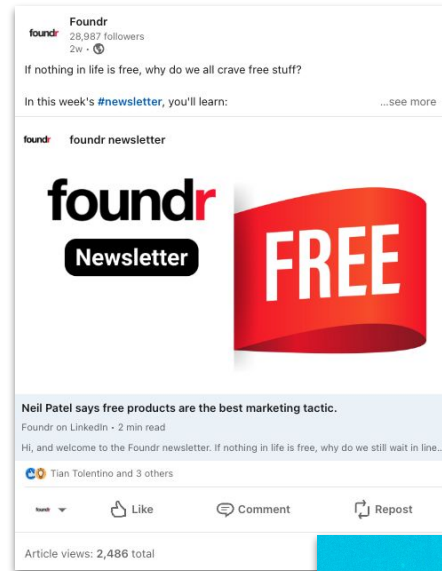 foundr
Foundr
28,987 followers
2w •
If nothing in life is free, why do we all crave free stuff?
In this week's #newsletter, you'll learn:
...see more
foundr
foundr newsletter
foundr
Newsletter
FREE
Neil Patel says free products are the best marketing tactic.
Foundr on LinkedIn • 2 min read
Hi, and welcome to the Foundr newsletter. If nothing in life is free, why do we still wait in line...
Tian Tolentino and 3 others
foundr
Like
Comment
Repost
Article views: 2,486 total